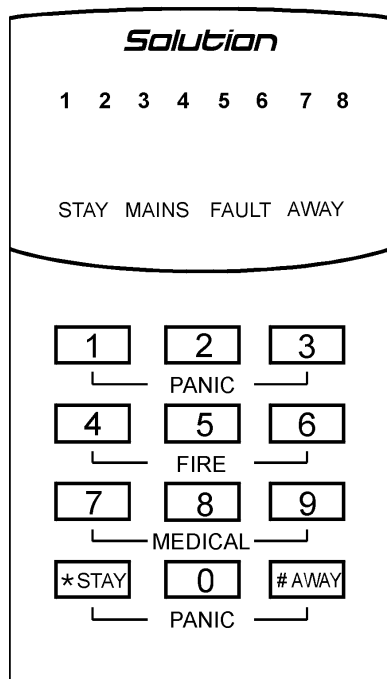 Solution
1 2 3 4 5 6 7 8
STAY MAINS FAULT AWAY
1 2 3
PANIC
4 5 6
FIRE
7 8 9
MEDICAL
*STAY 0 #AWAY
PANIC